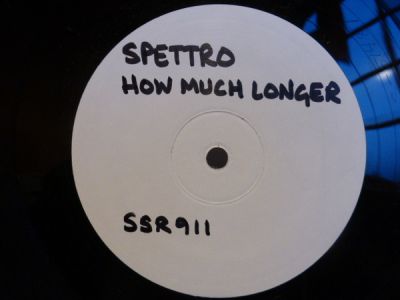 SPETTRO
HOW MUCH LONGER
SSR911